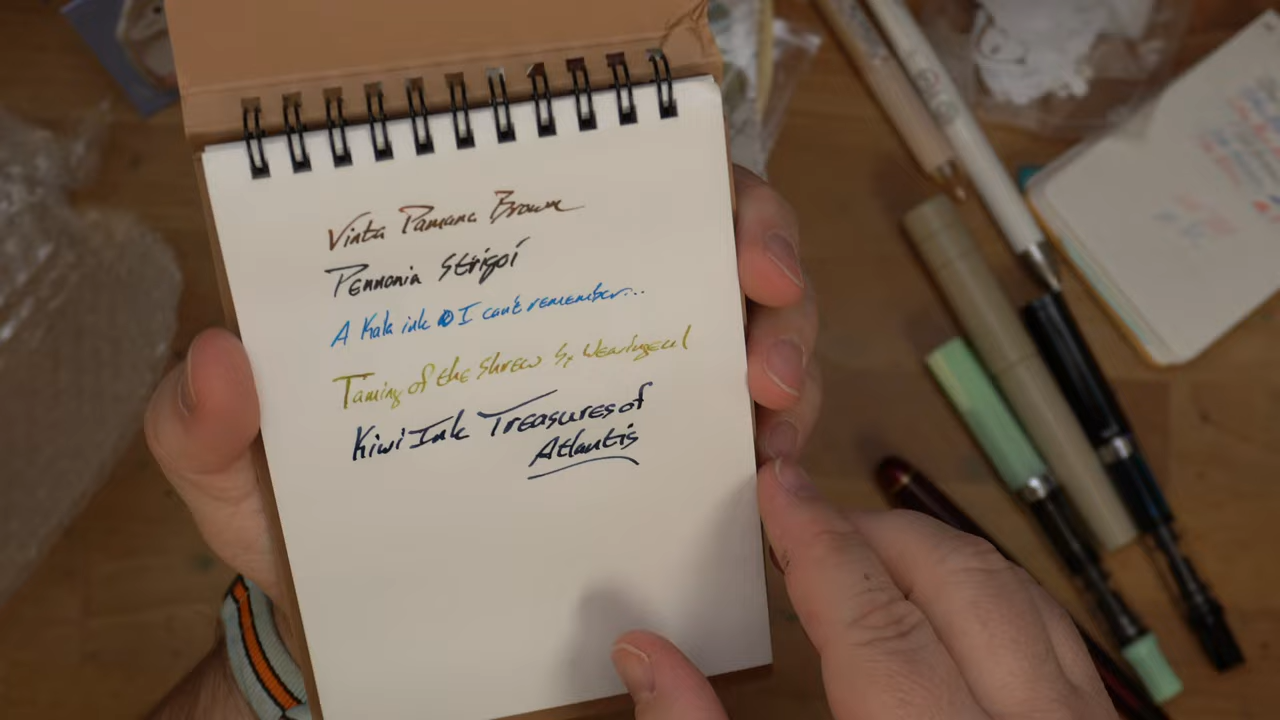 Vinta Pamana Brown
Pennonia Strigoi
A Kala ink I can't remember...
Taming of the Shrew by
Kiwi Ink Treasures of
Atlantis